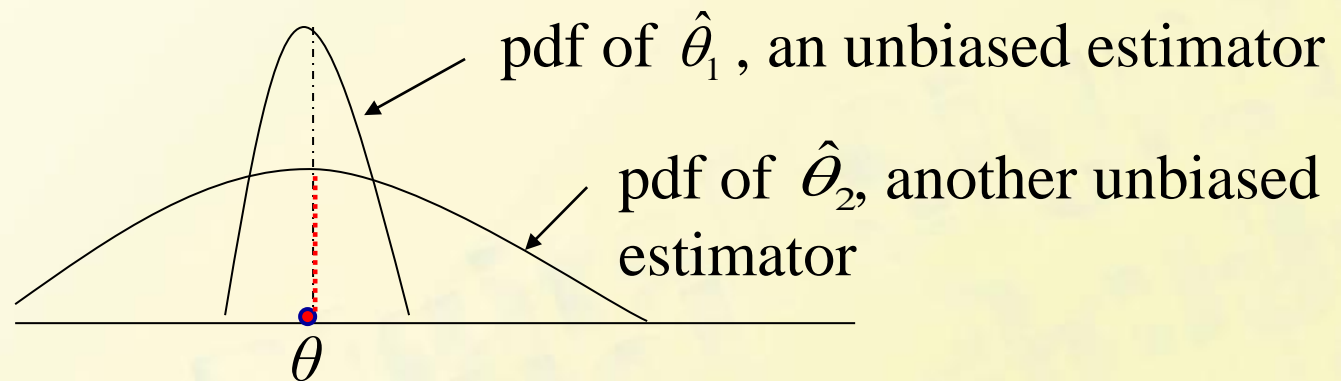 pdf of θ̂₁ , an unbiased estimator
pdf of θ̂₂, another unbiased
estimator
θ